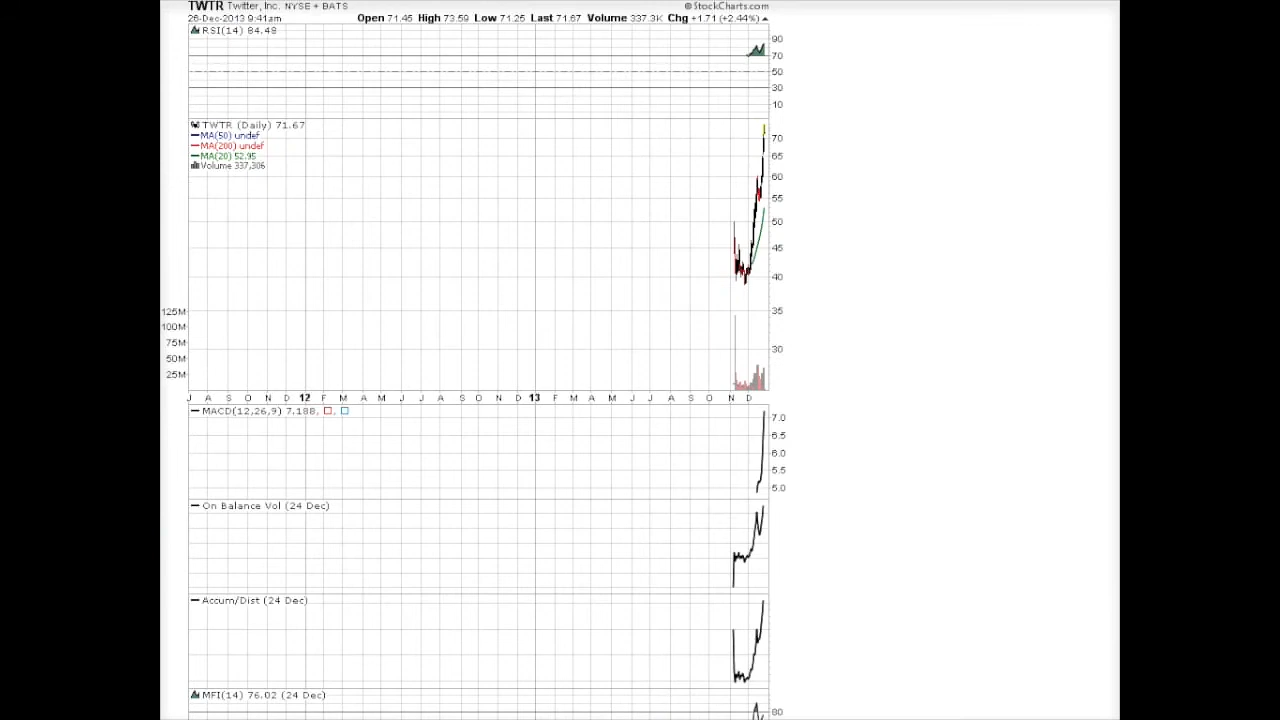 TWTR Twitter, Inc. NYSE + BATS © StockCharts.com
26-Dec-2013 9:41am Open 71.45 High 73.59 Low 71.25 Last 71.67 Volume 337.3K Chg +1.71 (+2.44%) ▲
RSI(14) 84.48
90
70
50
30
10
TWTR (Daily) 71.67
MA(50) undef
MA(200) undef
MA(20) 52.95
Volume 337,306
70
65
60
55
50
45
40
35
30
125M
100M
75M
50M
25M
J A S O N D 12 F M A M J J A S O N D 13 F M A M J J A S O N D
MACD(12,26,9) 7.188, ,
7.0
6.5
6.0
5.5
5.0
On Balance Vol (24 Dec)
Accum/Dist (24 Dec)
MFI(14) 76.02 (24 Dec)
80